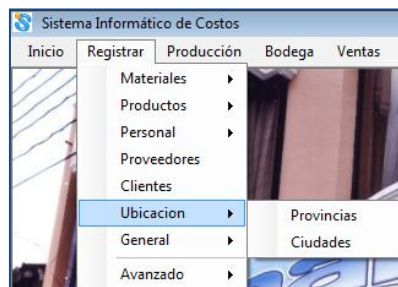 Sistema Informático de Costos
Inicio Registrar Producción Bodega Ventas
Materiales
Productos
Personal
Proveedores
Clientes
Ubicacion
Provincias
General
Ciudades
Avanzado